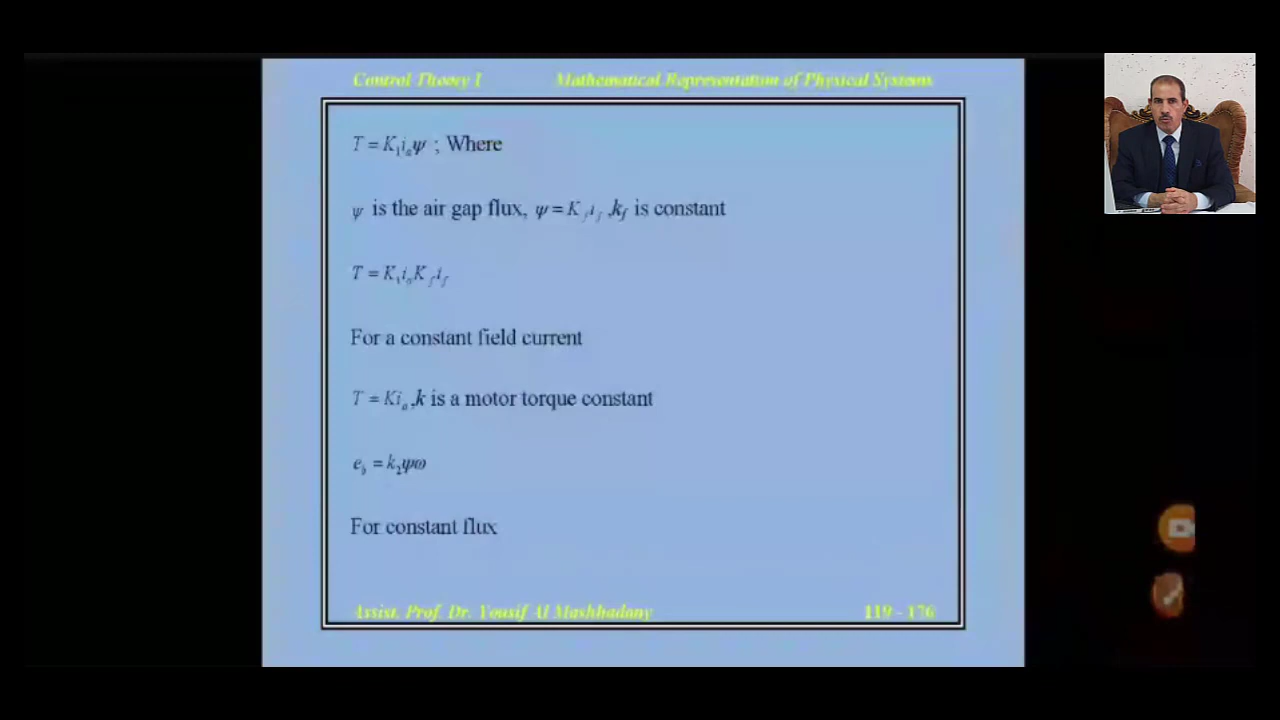 Control Theory I Mathematical Representation of Physical Systems
T = K₁iₐψ ; Where
ψ is the air gap flux, ψ = K_f i_f ,k_f is constant
T = K₁iₐK_f i_f
For a constant field current
T = Kiₐ ,k is a motor torque constant
e_b = k₂ψω
For constant flux
Assist. Prof. Dr. Yousif Al Mashhadany 119 - 176